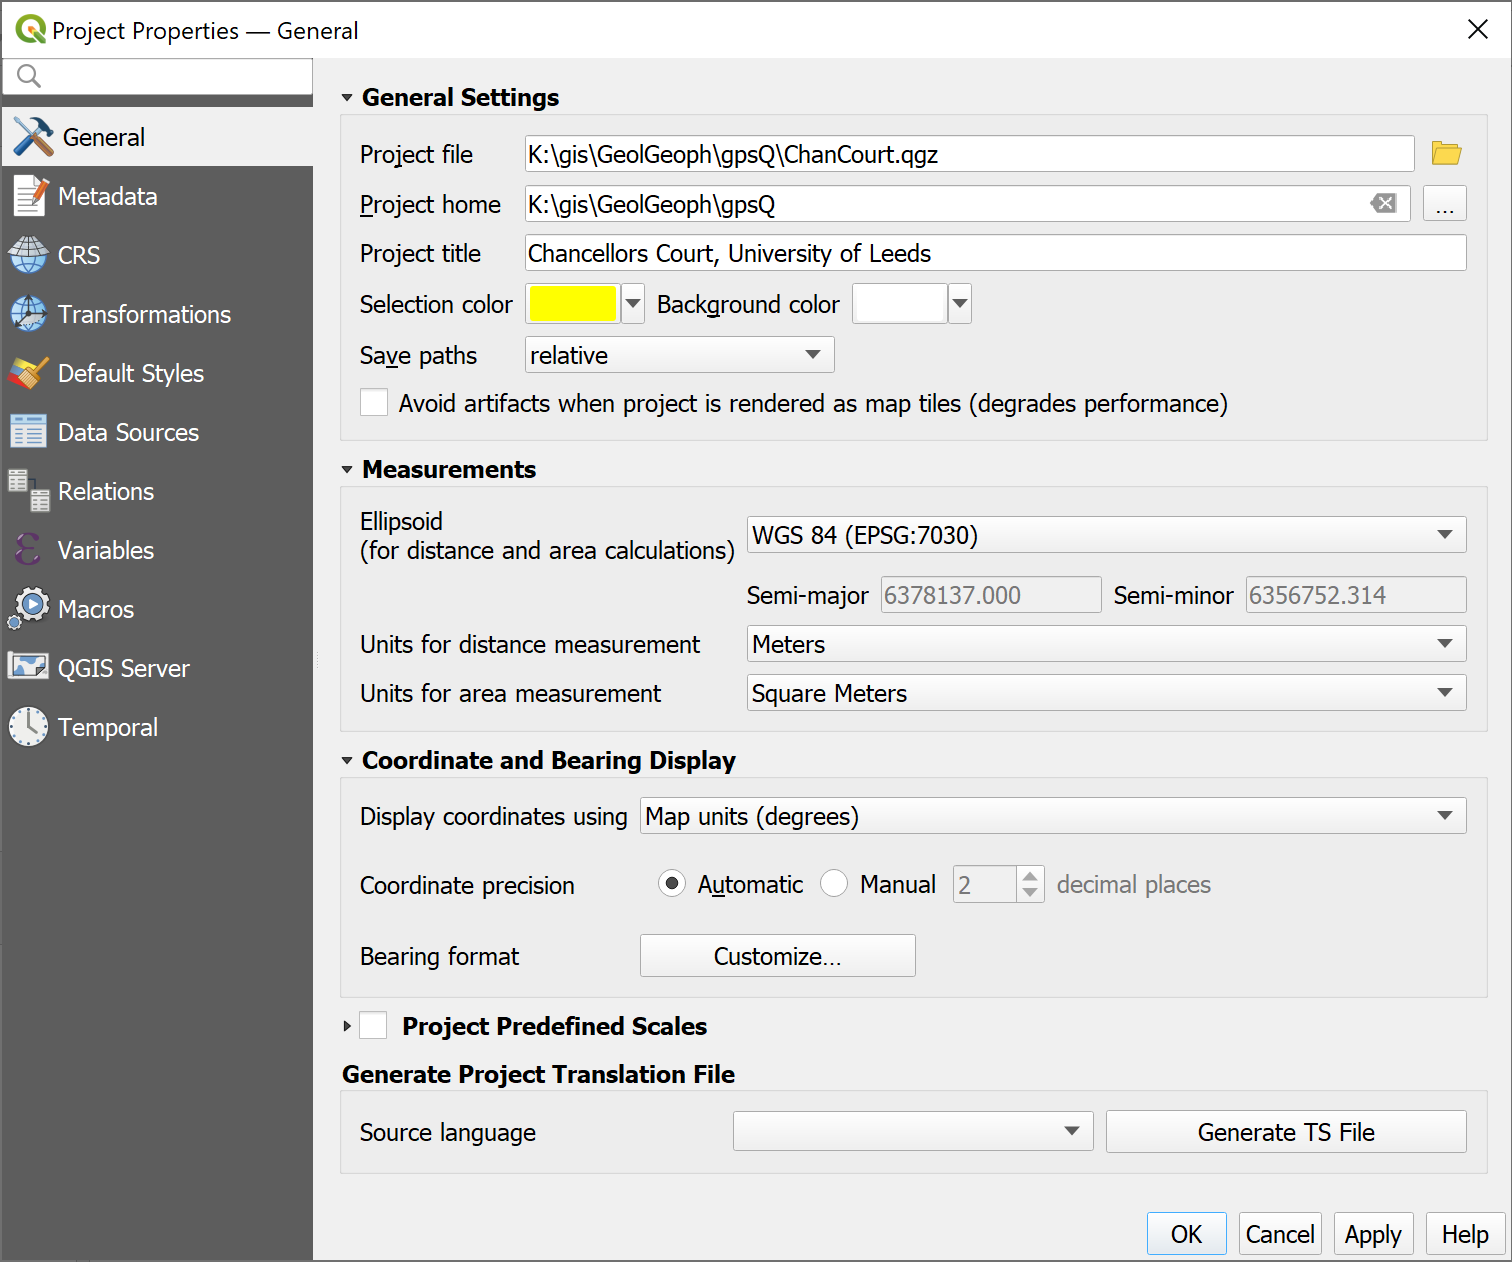 Project Properties — General
General
Metadata
CRS
Transformations
Default Styles
Data Sources
Relations
Variables
Macros
QGIS Server
Temporal
General Settings
Project file K:\gis\GeolGeoph\gpsQ\ChanCourt.qgz
Project home K:\gis\GeolGeoph\gpsQ ...
Project title Chancellors Court, University of Leeds
Selection color Background color
Save paths relative
Avoid artifacts when project is rendered as map tiles (degrades performance)
Measurements
Ellipsoid
(for distance and area calculations) WGS 84 (EPSG:7030)
Semi-major 6378137.000 Semi-minor 6356752.314
Units for distance measurement Meters
Units for area measurement Square Meters
Coordinate and Bearing Display
Display coordinates using Map units (degrees)
Coordinate precision Automatic Manual 2 decimal places
Bearing format Customize...
Project Predefined Scales
Generate Project Translation File
Source language Generate TS File
OK Cancel Apply Help